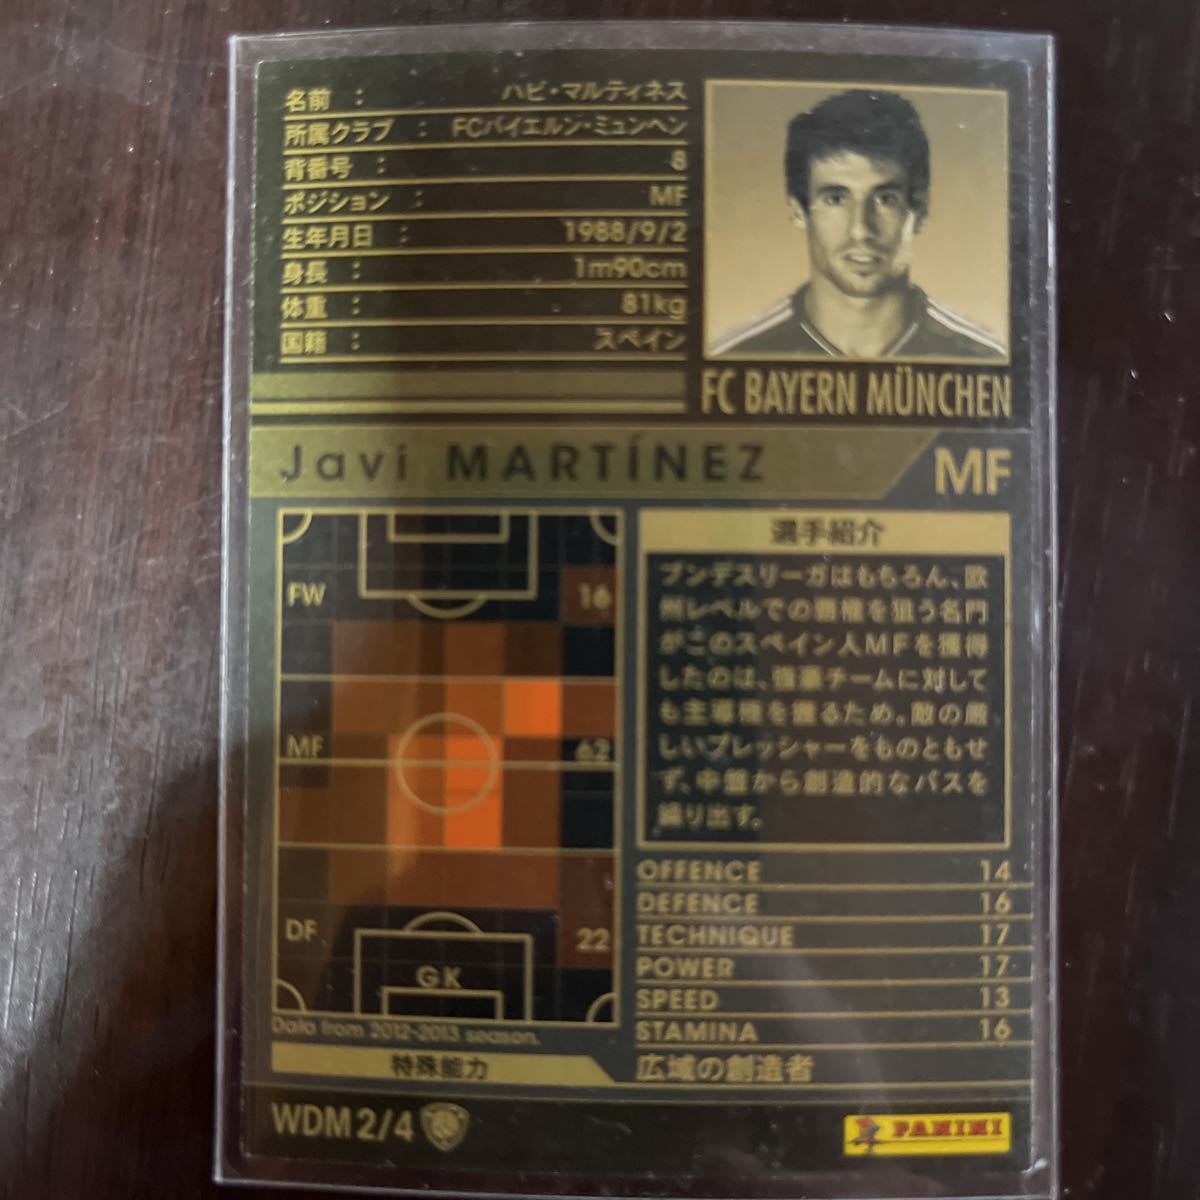 名前 : ハビ・マルティネス
所属クラブ : FCバイエルン・ミュンヘン
背番号 : 8
ポジション : MF
生年月日 : 1988/9/2
身長 : 1m90cm
体重 : 81kg
国籍 : スペイン
FC BAYERN MÜNCHEN
Javi MARTÍNEZ MF
FW 16
MF 62
DF 22
GK
Data from 2012-2013 season.
選手紹介
ブンデスリーガはもちろん、欧
州レベルでの覇権を狙う名門
がこのスペイン人MFを獲得
したのは、強豪チームに対して
も主導権を握るため。敵の厳
しいプレッシャーをものともせ
ず、中盤から創造的なパスを
繰り出す。
OFFENCE 14
DEFENCE 16
TECHNIQUE 17
POWER 17
SPEED 13
STAMINA 16
特殊能力 広域の創造者
WDM 2/4
PANINI